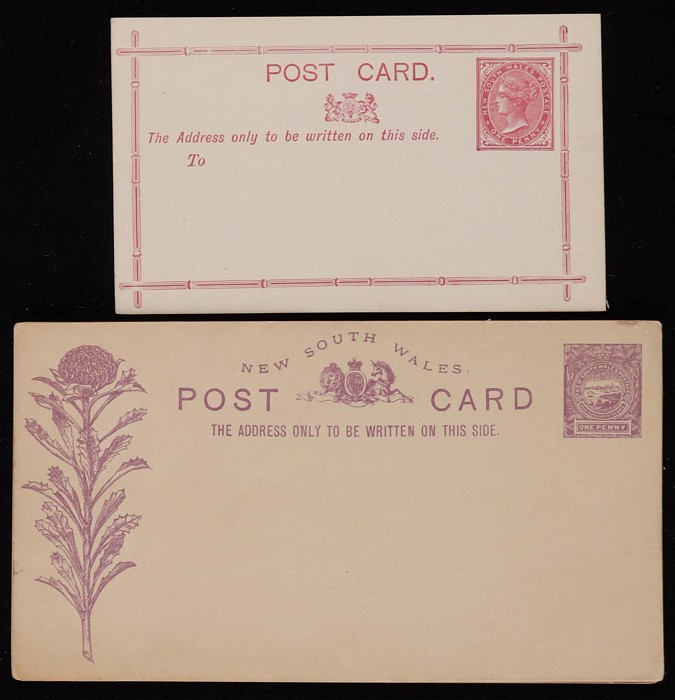 POST CARD.
NEW SOUTH WALES POSTAGE
ONE PENNY
The Address only to be written on this side.
To
NEW SOUTH WALES.
POST CARD
THE ADDRESS ONLY TO BE WRITTEN ON THIS SIDE.
ONE PENNY